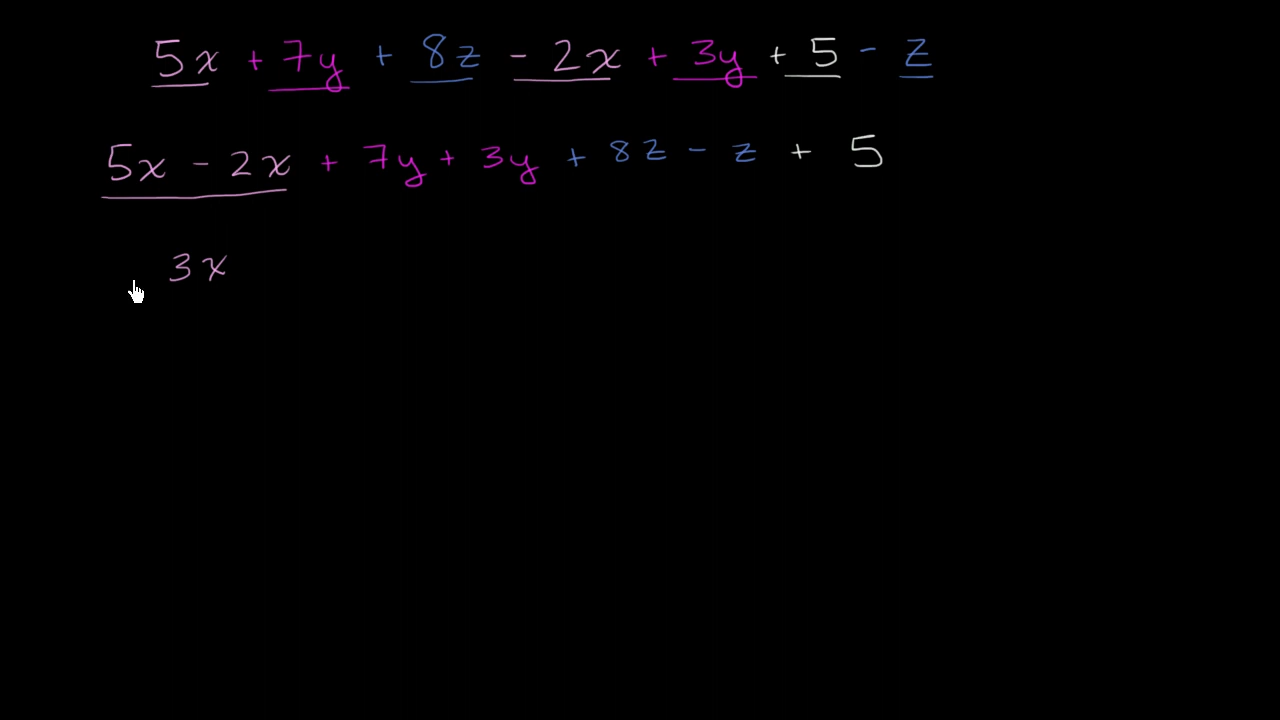 5x + 7y + 8z - 2x + 3y + 5 - z
5x - 2x + 7y + 3y + 8z - z + 5
3x